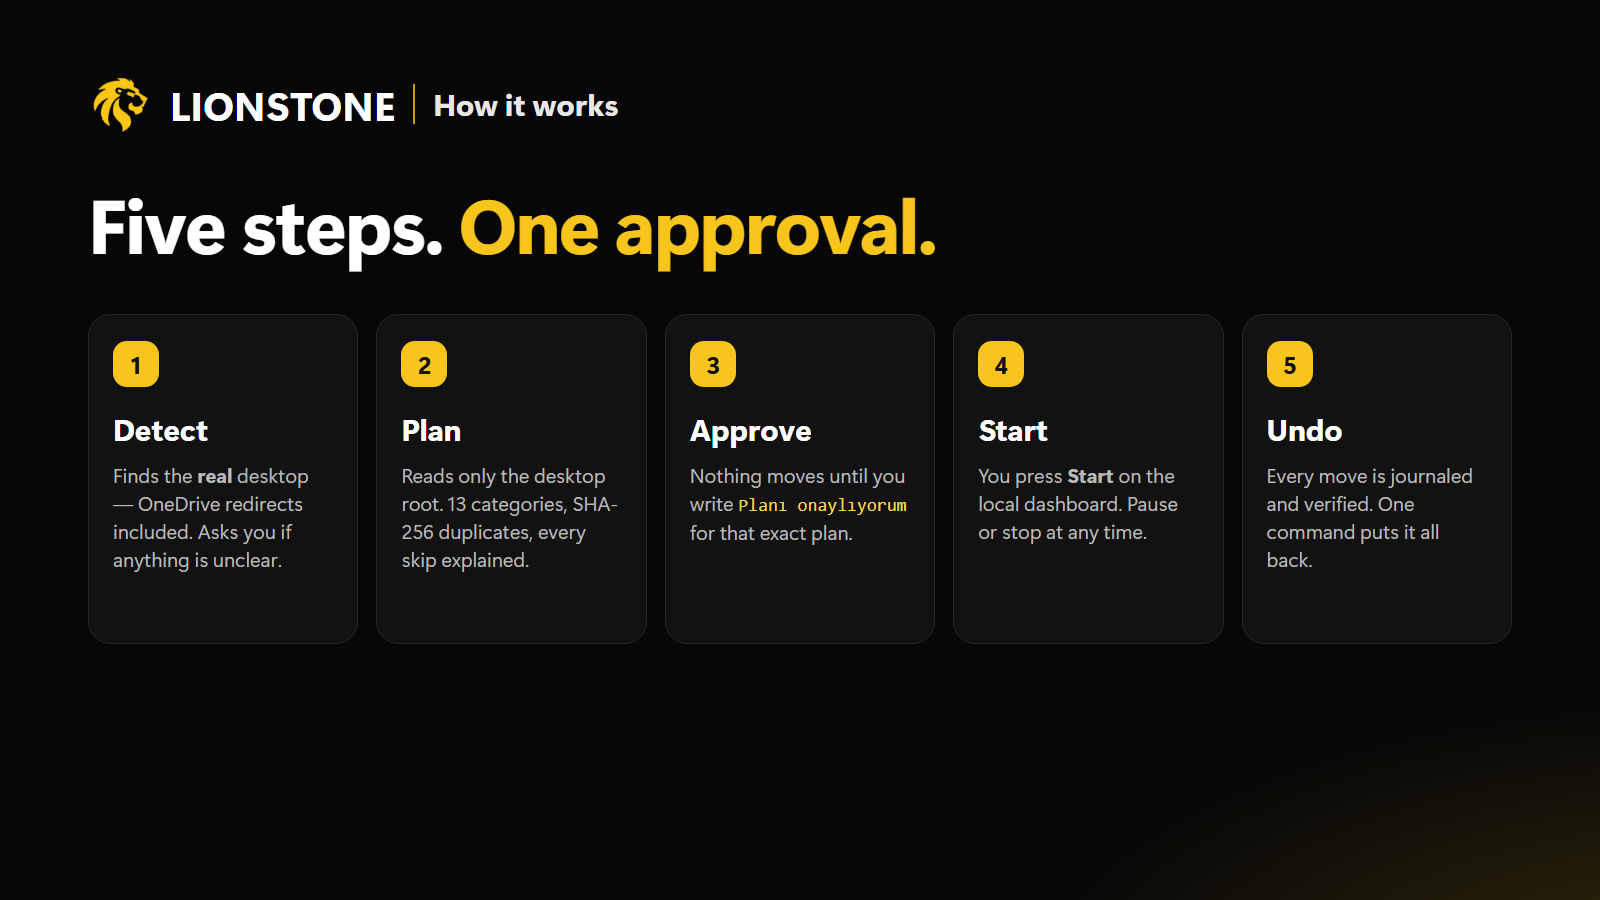 LIONSTONE
How it works
Five steps. One approval.
1
Detect
Finds the real desktop
— OneDrive redirects
included. Asks you if
anything is unclear.
2
Plan
Reads only the desktop
root. 13 categories, SHA-
256 duplicates, every
skip explained.
3
Approve
Nothing moves until you
write Planı onaylıyorum
for that exact plan.
4
Start
You press Start on the
local dashboard. Pause
or stop at any time.
5
Undo
Every move is journaled
and verified. One
command puts it all
back.